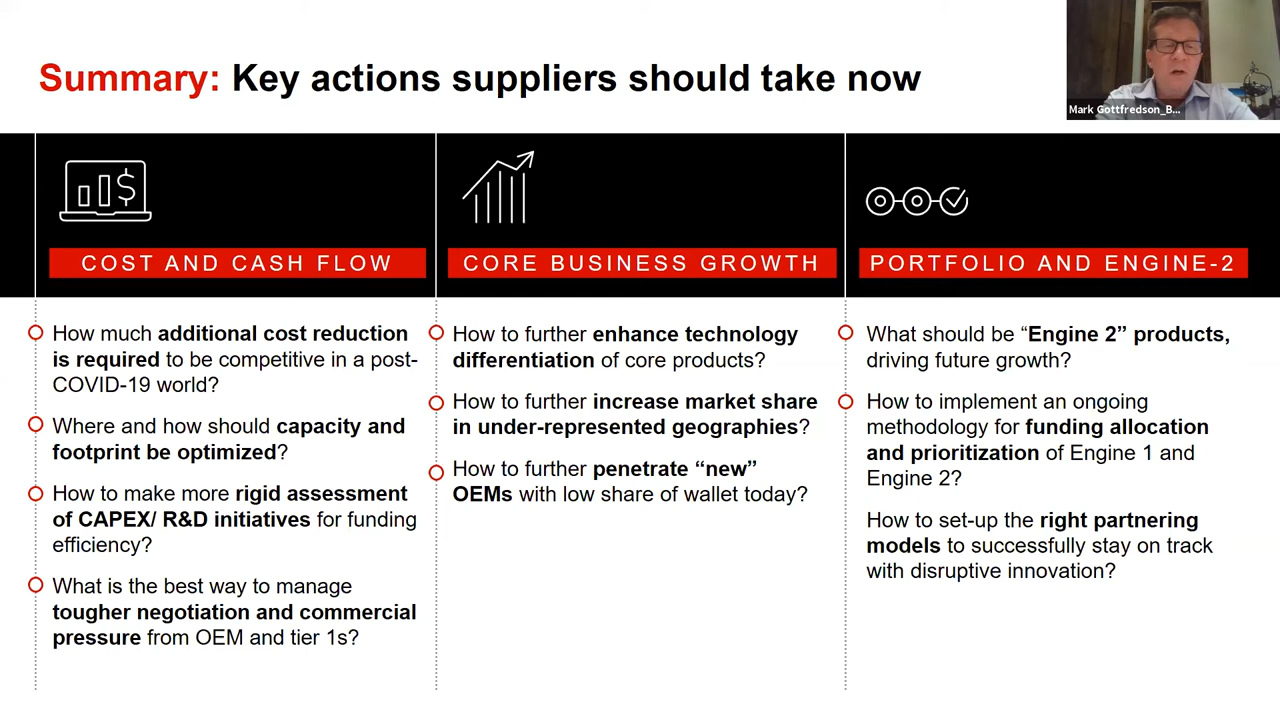 Summary: Key actions suppliers should take now
Mark Gottfredson_B...
COST AND CASH FLOW
How much additional cost reduction
is required to be competitive in a post-
COVID-19 world?
Where and how should capacity and
footprint be optimized?
How to make more rigid assessment
of CAPEX/ R&D initiatives for funding
efficiency?
What is the best way to manage
tougher negotiation and commercial
pressure from OEM and tier 1s?
CORE BUSINESS GROWTH
How to further enhance technology
differentiation of core products?
How to further increase market share
in under-represented geographies?
How to further penetrate “new”
OEMs with low share of wallet today?
PORTFOLIO AND ENGINE-2
What should be “Engine 2” products,
driving future growth?
How to implement an ongoing
methodology for funding allocation
and prioritization of Engine 1 and
Engine 2?
How to set-up the right partnering
models to successfully stay on track
with disruptive innovation?